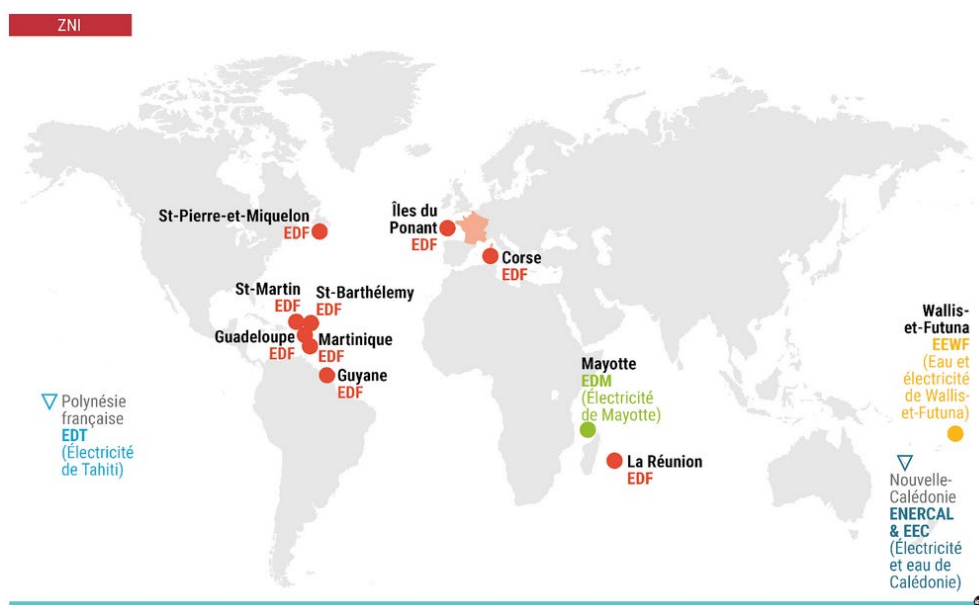 ZNI
St-Pierre-et-Miquelon
EDF
Îles du
Ponant
EDF
Corse
EDF
St-Martin
EDF
St-Barthélemy
EDF
Guadeloupe
EDF
Martinique
EDF
Guyane
EDF
Mayotte
EDM
(Électricité
de Mayotte)
La Réunion
EDF
Wallis-
et-Futuna
EEWF
(Eau et
électricité
de Wallis-
et-Futuna)
Polynésie
française
EDT
(Électricité
de Tahiti)
Nouvelle-
Calédonie
ENERCAL
& EEC
(Électricité
et eau de
Calédonie)